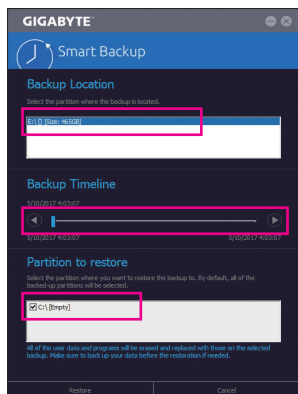 GIGABYTE™
Smart Backup
Backup Location
Select the partition where the backup is located.
E:\ [] [Size: 465GB]
Backup Timeline
5/10/2017 4:03:07
5/10/2017 4:03:07 5/10/2017 4:03:07
Partition to restore
Select the partition where you want to restore the backup to. By default, all of the
backed-up partitions will be selected.
C:\ [Empty]
All of the user data and programs will be erased and replaced with those on the selected
backup. Make sure to back up your data before the restoration if needed.
Restore Cancel